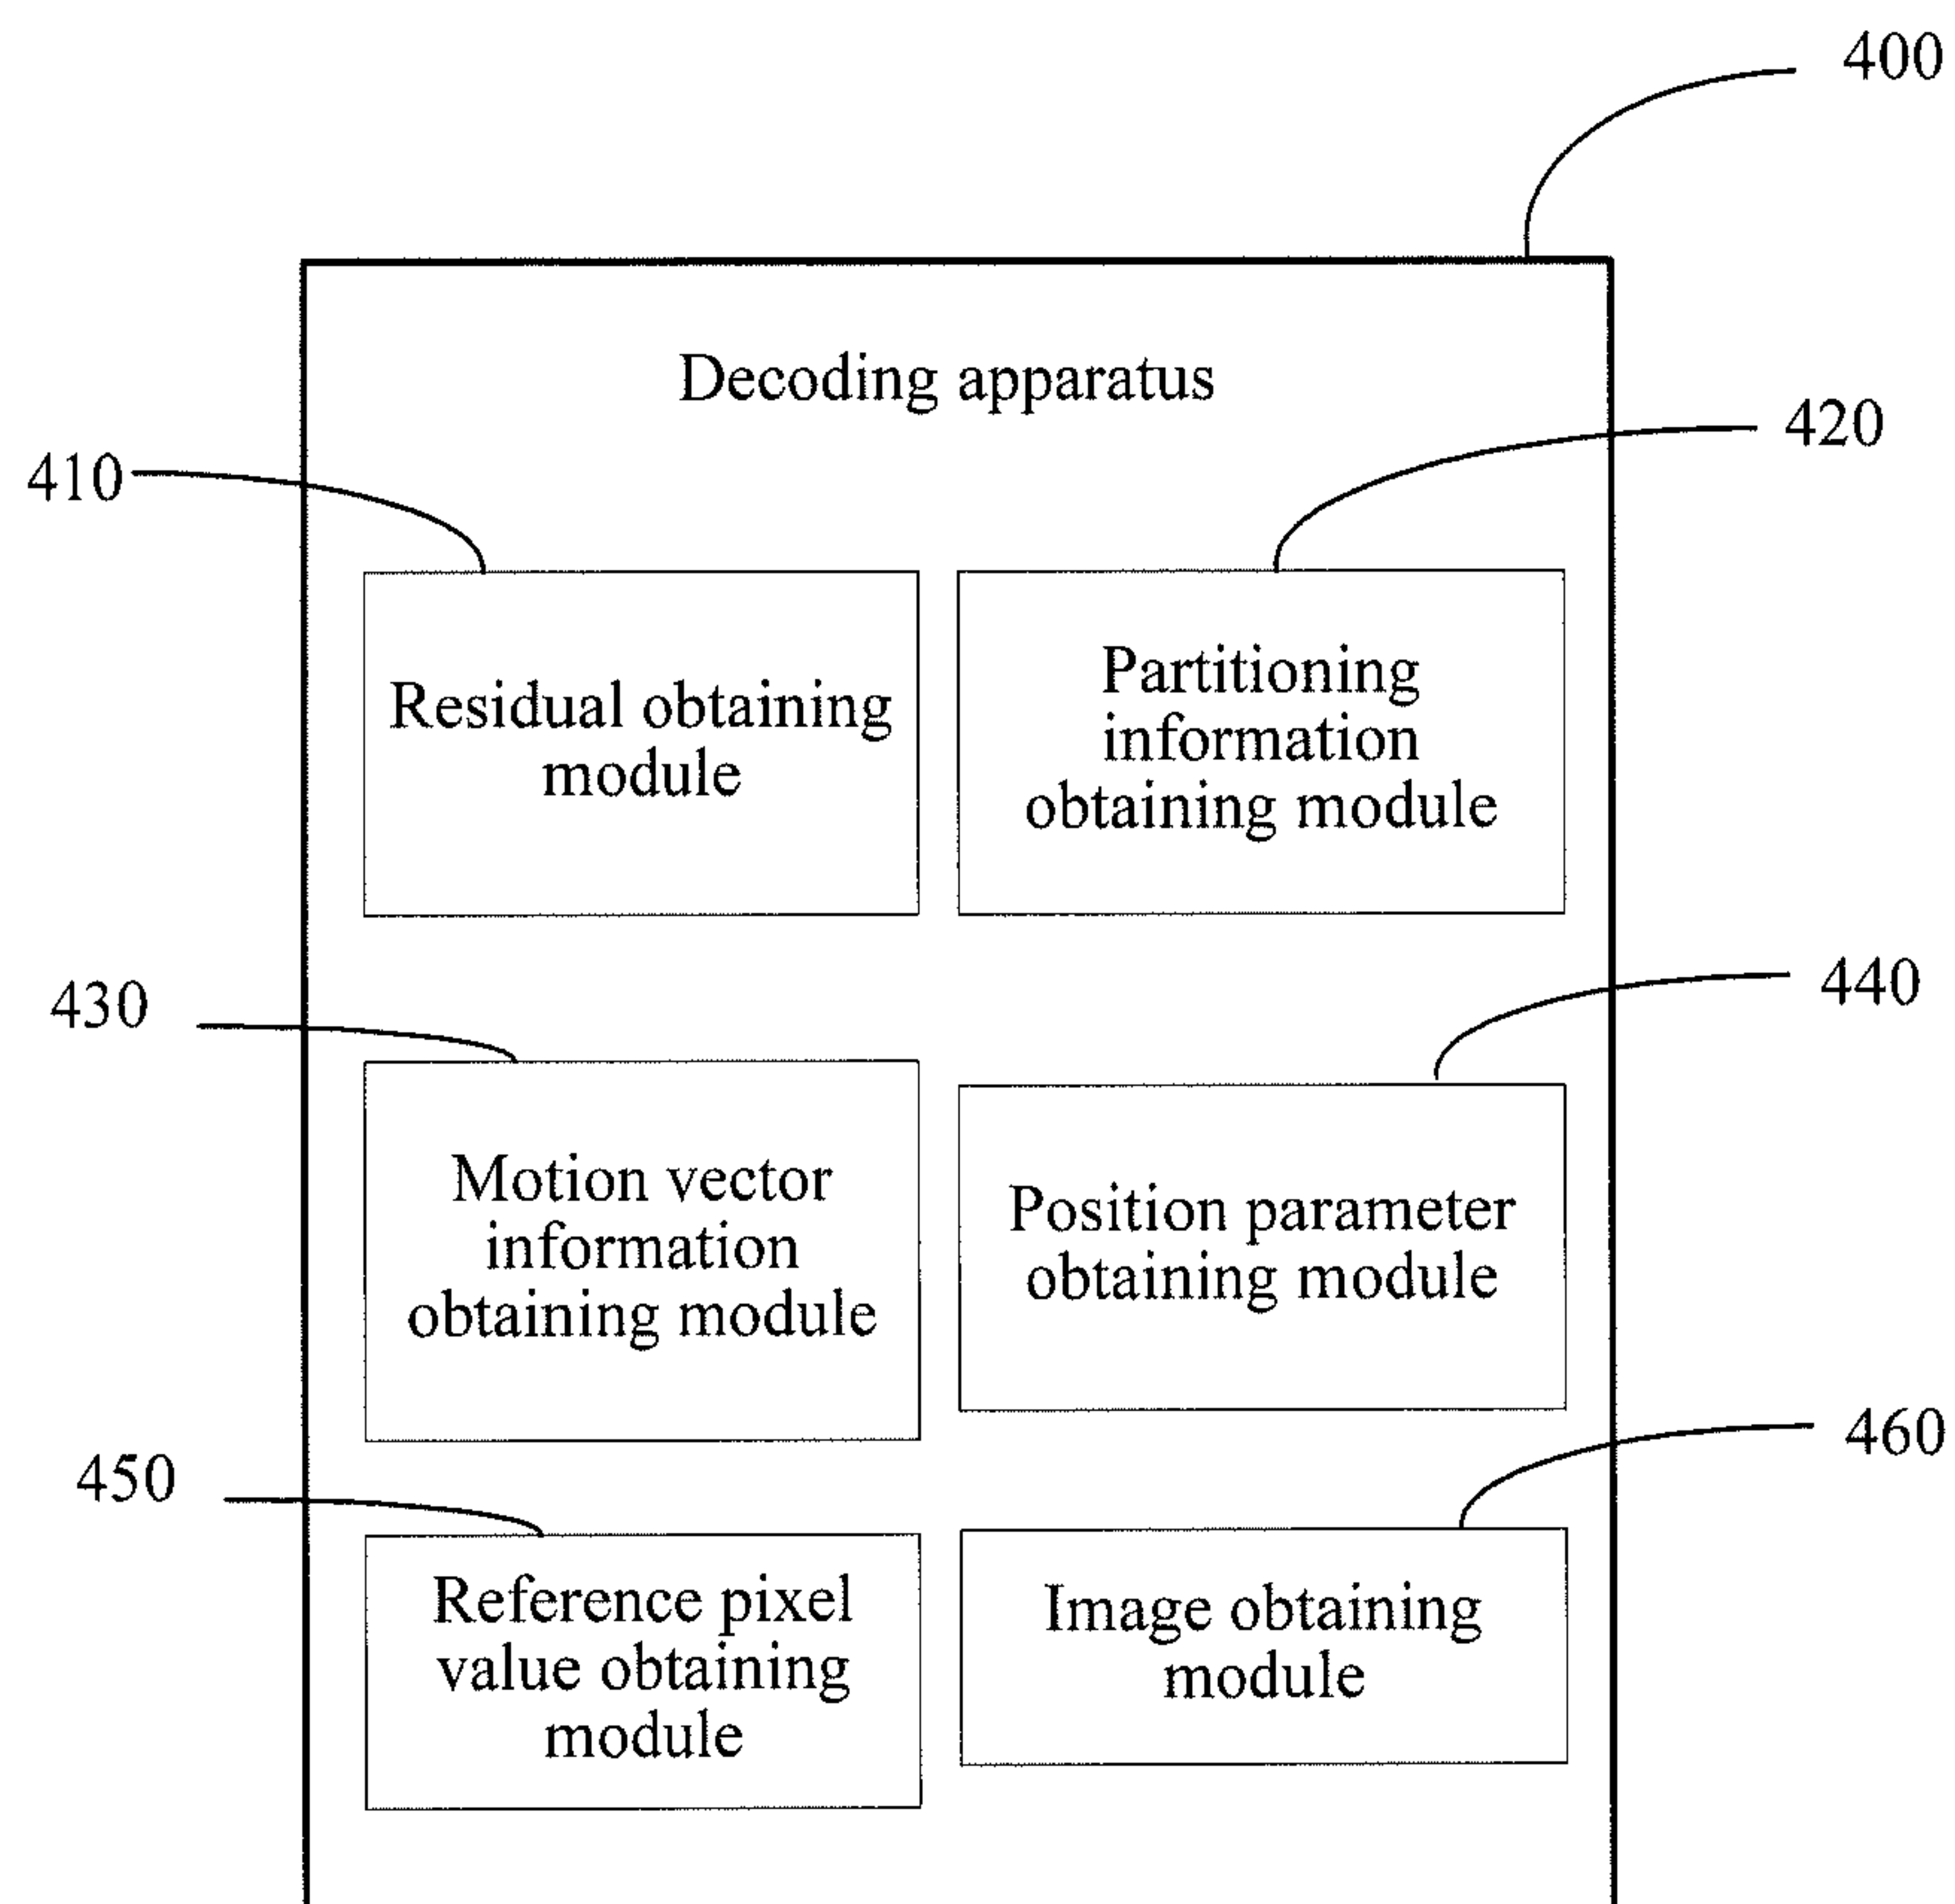 400
Decoding apparatus
420
410
Residual obtaining
module
Partitioning
information
obtaining module
430
440
Motion vector
information
obtaining module
Position parameter
obtaining module
450
460
Reference pixel
value obtaining
module
Image obtaining
module